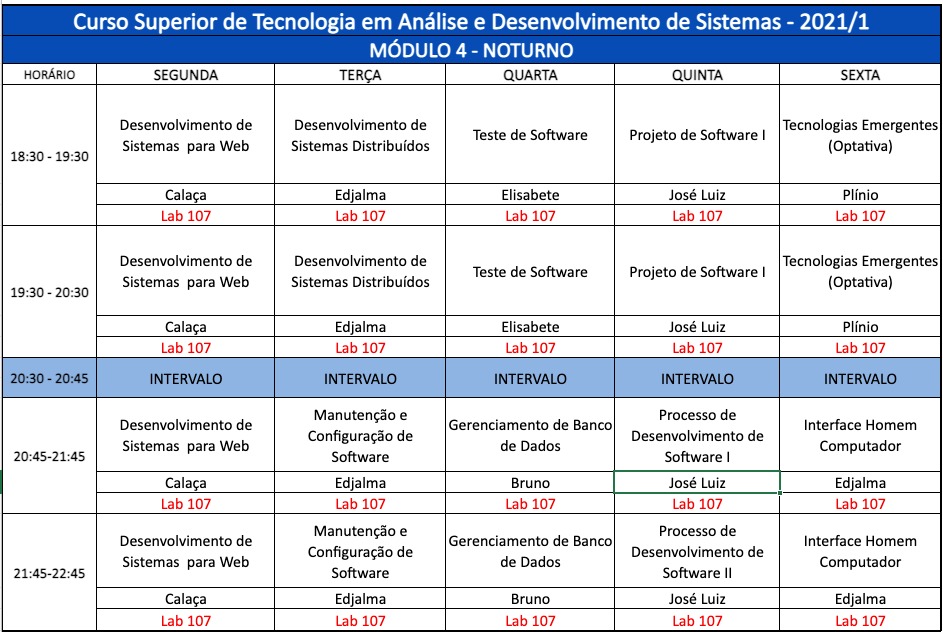 Curso Superior de Tecnologia em Análise e Desenvolvimento de Sistemas - 2021/1
MÓDULO 4 - NOTURNO
HORÁRIO SEGUNDA TERÇA QUARTA QUINTA SEXTA
18:30 - 19:30
Desenvolvimento de
Sistemas para Web
Desenvolvimento de
Sistemas Distribuídos
Teste de Software
Projeto de Software I
Tecnologias Emergentes
(Optativa)
Calaça Edjalma Elisabete José Luiz Plínio
Lab 107 Lab 107 Lab 107 Lab 107 Lab 107
19:30 - 20:30
Desenvolvimento de
Sistemas para Web
Desenvolvimento de
Sistemas Distribuídos
Teste de Software
Projeto de Software I
Tecnologias Emergentes
(Optativa)
Calaça Edjalma Elisabete José Luiz Plínio
Lab 107 Lab 107 Lab 107 Lab 107 Lab 107
20:30 - 20:45 INTERVALO INTERVALO INTERVALO INTERVALO INTERVALO
20:45-21:45
Desenvolvimento de
Sistemas para Web
Manutenção e
Configuração de
Software
Gerenciamento de Banco
de Dados
Processo de
Desenvolvimento de
Software I
Interface Homem
Computador
Calaça Edjalma Bruno José Luiz Edjalma
Lab 107 Lab 107 Lab 107 Lab 107 Lab 107
21:45-22:45
Desenvolvimento de
Sistemas para Web
Manutenção e
Configuração de
Software
Gerenciamento de Banco
de Dados
Processo de
Desenvolvimento de
Software II
Interface Homem
Computador
Calaça Edjalma Bruno José Luiz Edjalma
Lab 107 Lab 107 Lab 107 Lab 107 Lab 107